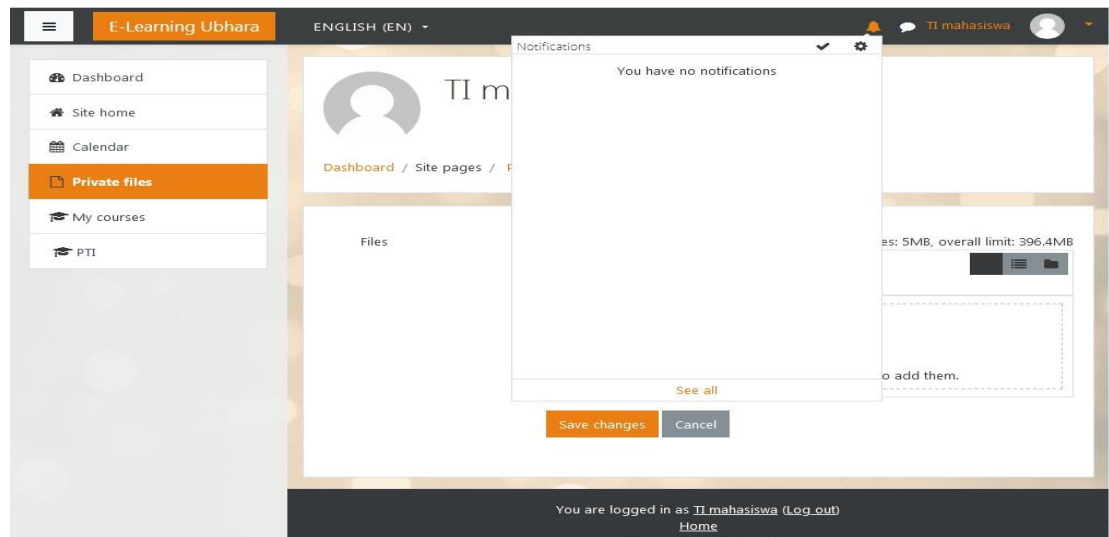 E-Learning Ubhara
ENGLISH (EN)
TI mahasiswa
Dashboard
Site home
Calendar
Private files
My courses
PTI
TI m
Dashboard / Site pages / P
Notifications
You have no notifications
See all
Files
es: 5MB, overall limit: 396.4MB
o add them.
Save changes
Cancel
You are logged in as TI mahasiswa (Log out)
Home